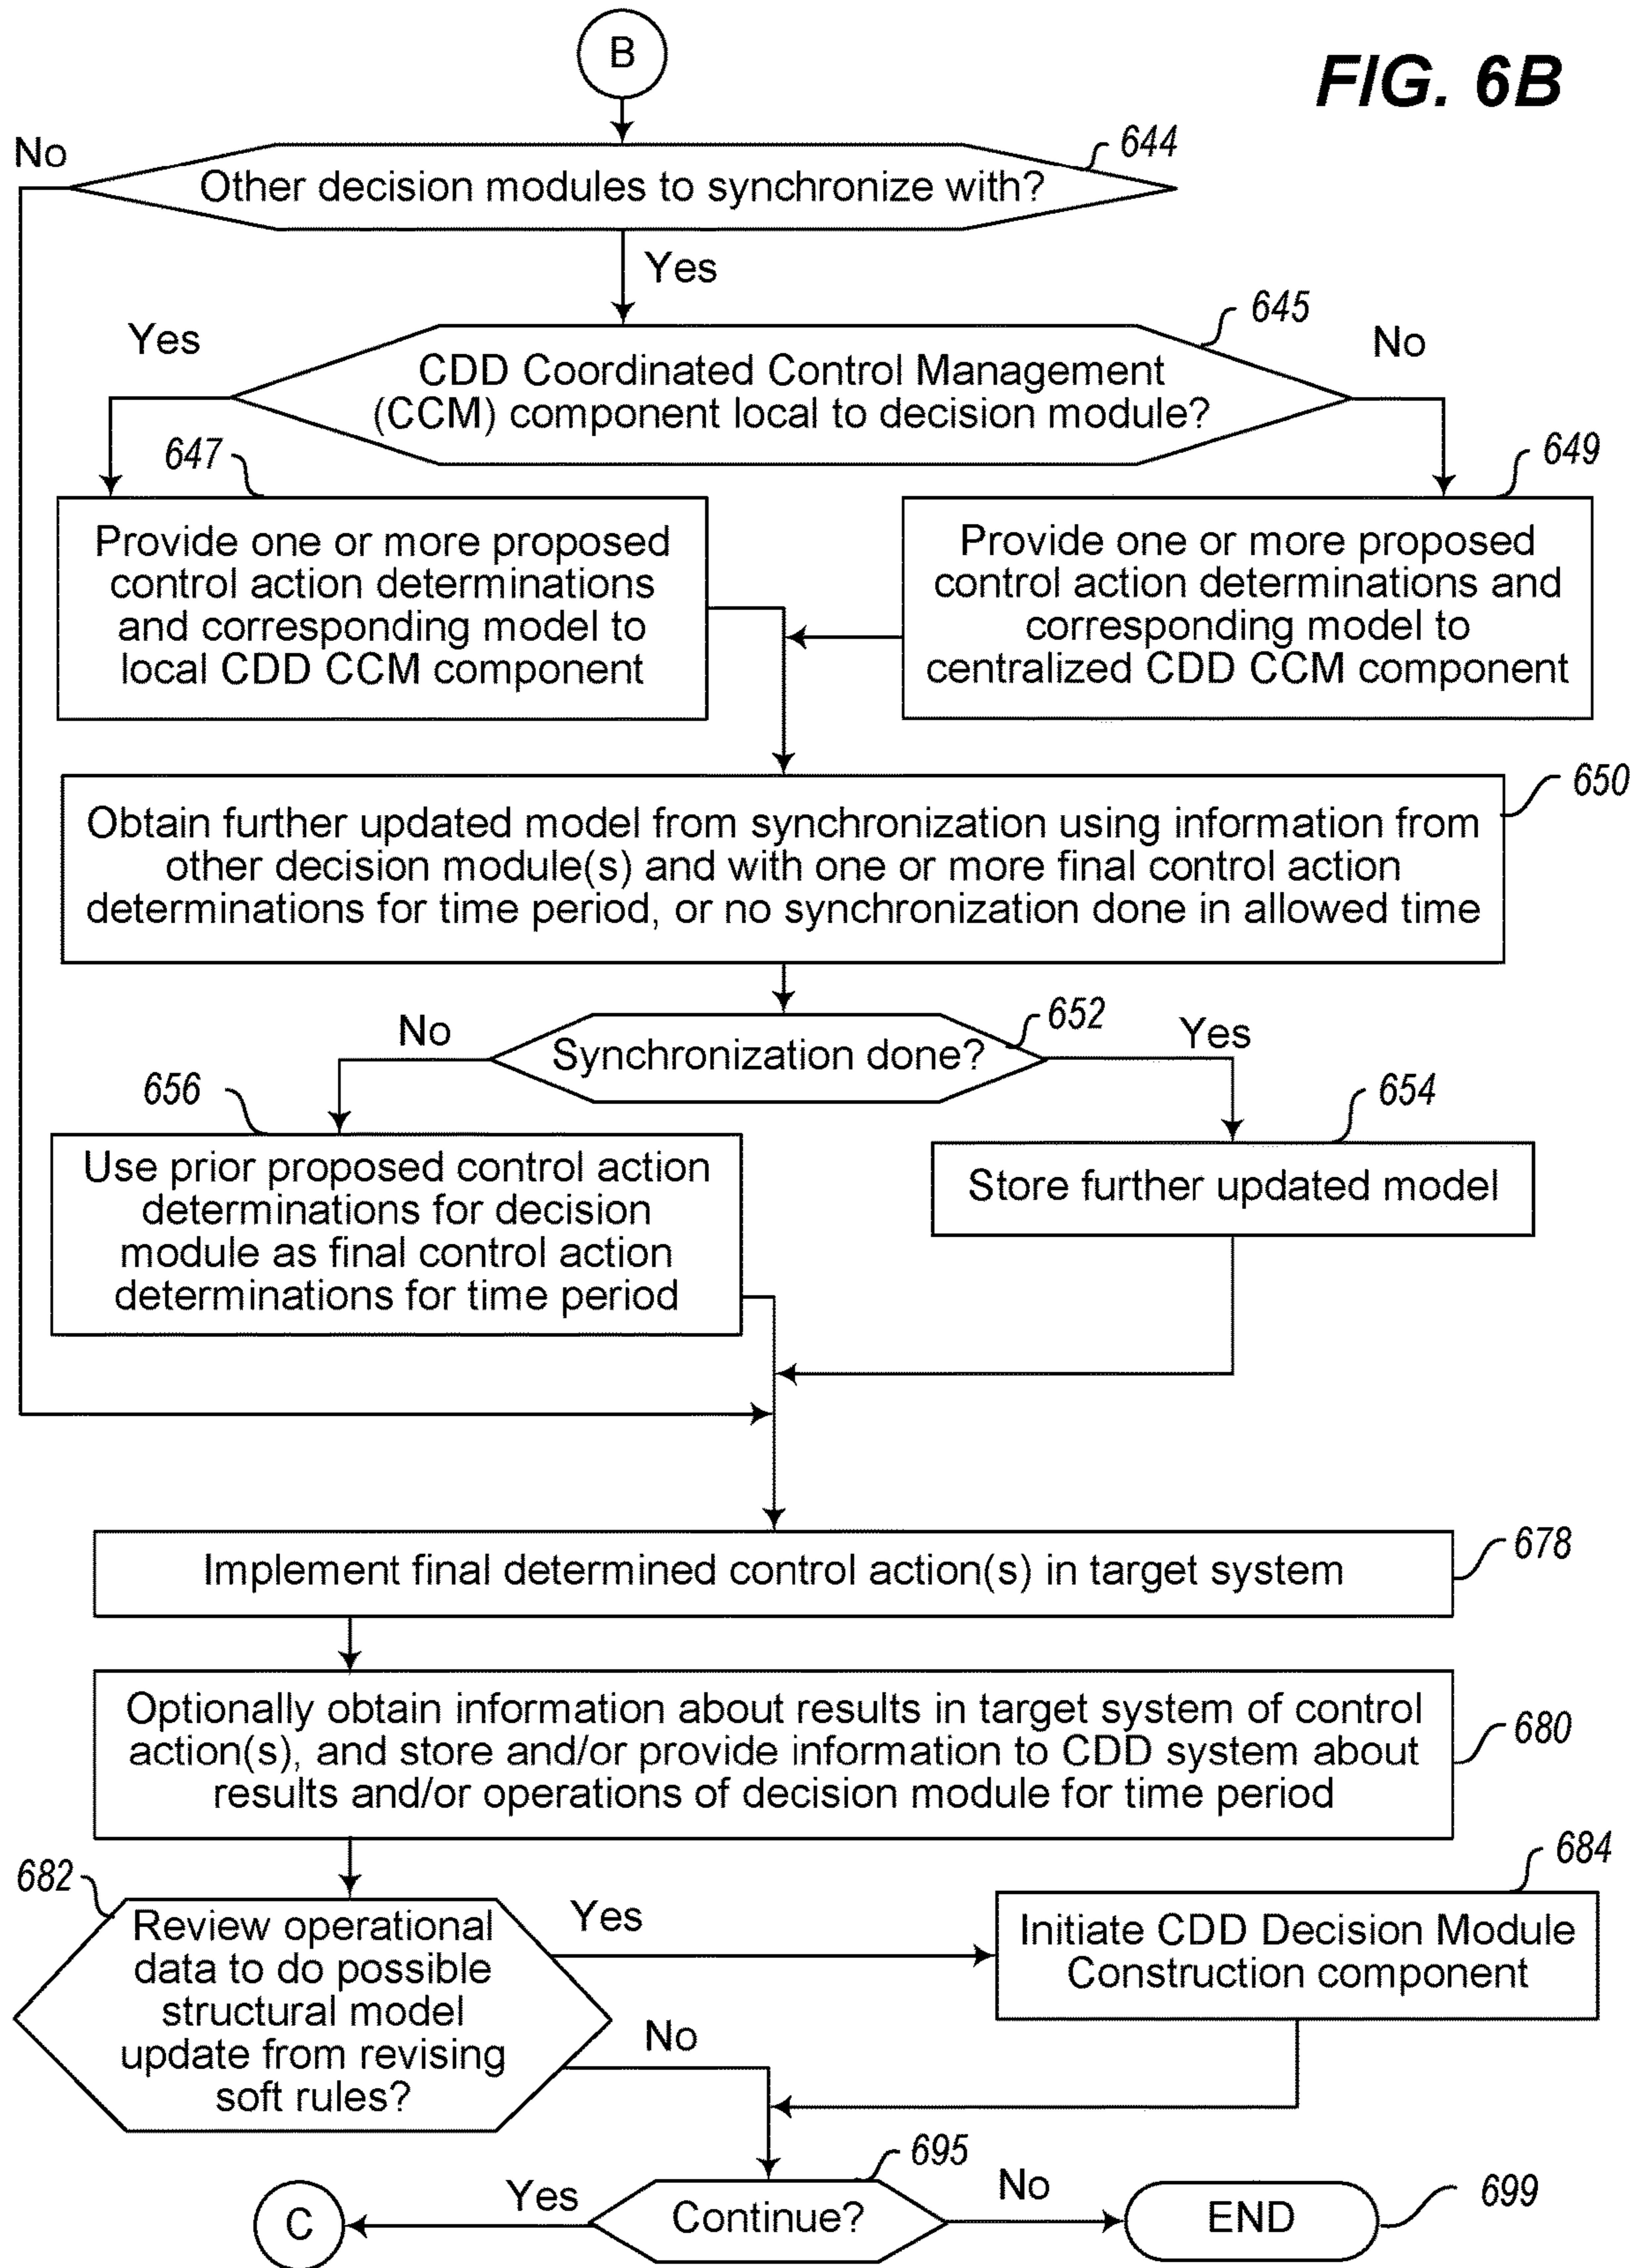 B
FIG. 6B
No
644
Other decision modules to synchronize with?
Yes
645
Yes
No
CDD Coordinated Control Management
(CCM) component local to decision module?
647
649
Provide one or more proposed
control action determinations
and corresponding model to
local CDD CCM component
Provide one or more proposed
control action determinations and
corresponding model to
centralized CDD CCM component
650
Obtain further updated model from synchronization using information from
other decision module(s) and with one or more final control action
determinations for time period, or no synchronization done in allowed time
652
No
Yes
Synchronization done?
656
654
Use prior proposed control action
determinations for decision
module as final control action
determinations for time period
Store further updated model
678
Implement final determined control action(s) in target system
680
Optionally obtain information about results in target system of control
action(s), and store and/or provide information to CDD system about
results and/or operations of decision module for time period
682
684
Review operational
data to do possible
structural model
update from revising
soft rules?
Yes
No
Initiate CDD Decision Module
Construction component
695
Yes
No
C
Continue?
END
699